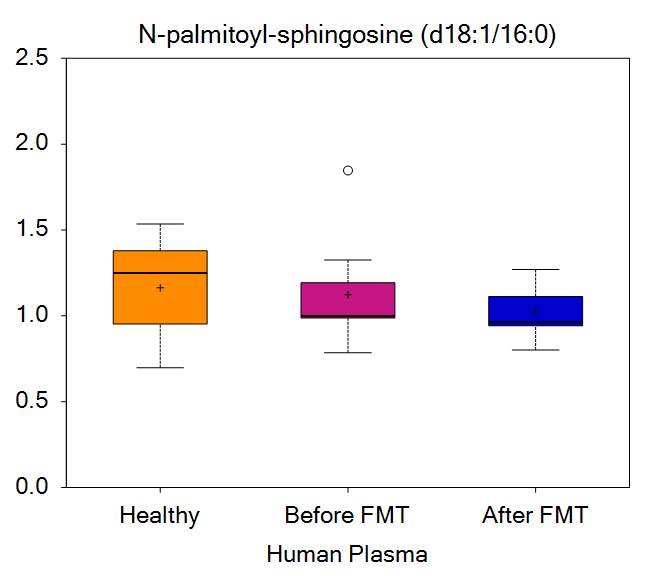 N-palmitoyl-sphingosine (d18:1/16:0)
2.5
2.0
1.5
1.0
0.5
0.0
Healthy Before FMT After FMT
Human Plasma